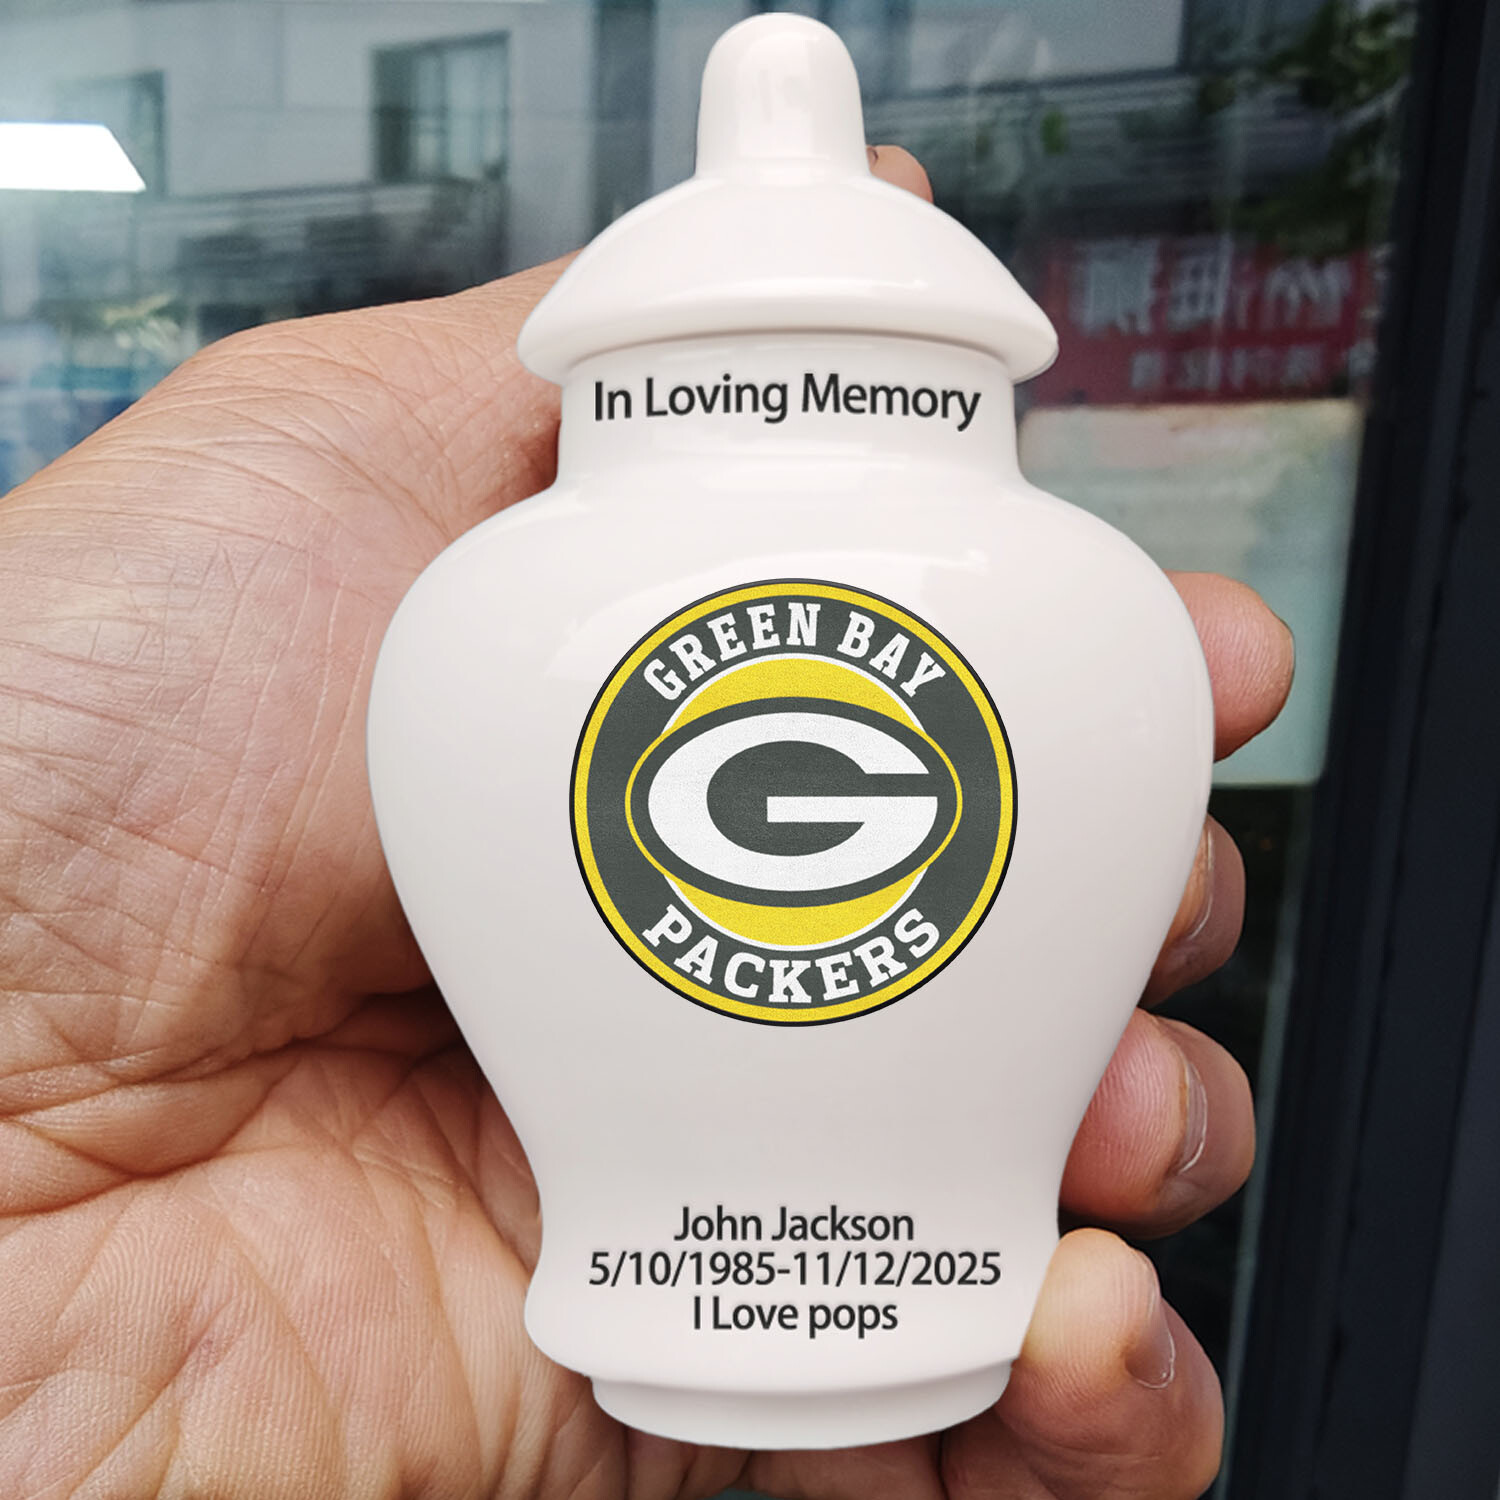 In Loving Memory
GREEN BAY
G
PACKERS
John Jackson
5/10/1985-11/12/2025
I Love pops